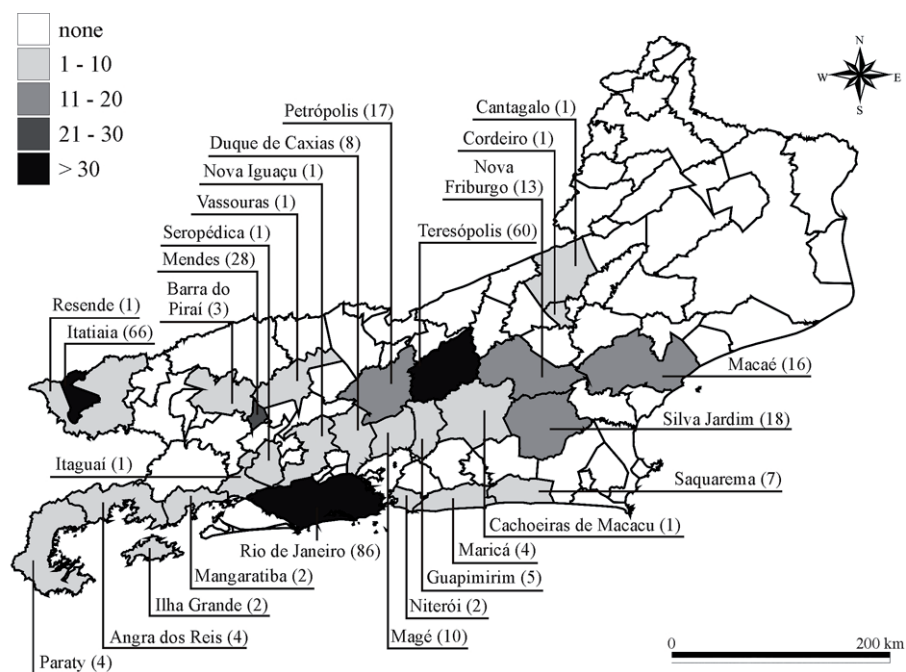 none
1 - 10
11 - 20
21 - 30
> 30
N
W E
S
Petrópolis (17)
Duque de Caxias (8)
Nova Iguaçu (1)
Vassouras (1)
Seropédica (1)
Mendes (28)
Barra do
Piraí (3)
Resende (1)
Itatiaia (66)
Cantagalo (1)
Cordeiro (1)
Nova
Friburgo (13)
Teresópolis (60)
Macaé (16)
Silva Jardim (18)
Saquarema (7)
Cachoeiras de Macacu (1)
Maricá (4)
Guapimirim (5)
Niterói (2)
Magé (10)
Itaguaí (1)
Rio de Janeiro (86)
Mangaratiba (2)
Ilha Grande (2)
Angra dos Reis (4)
Paraty (4)
0 200 km